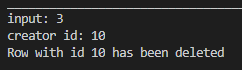 input: 3
creator id: 10
Row with id 10 has been deleted